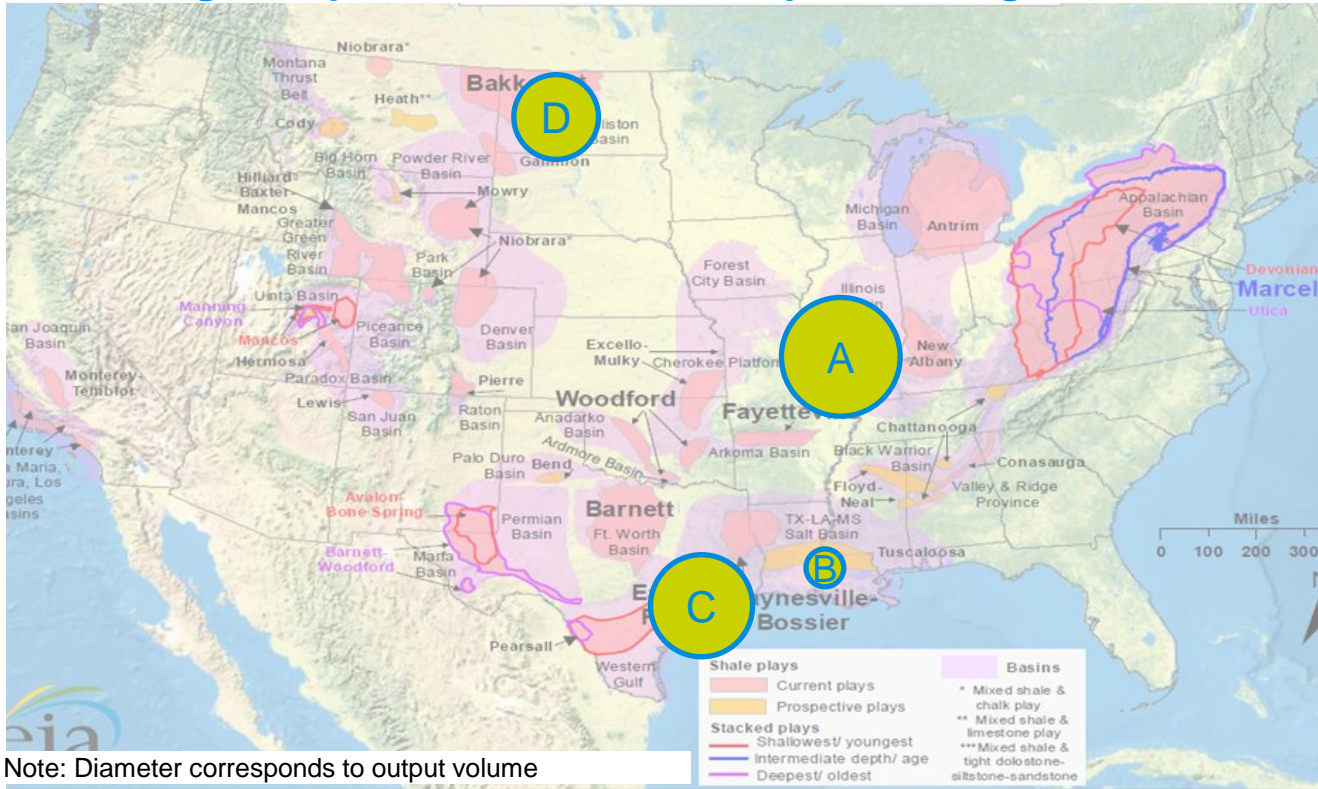 Niobrara*
Montana
Thrust
Belt
Bakk
D
Heath**
Cody
liston
Basin
Big Horn
Basin
Powder River
Basin
Gammon
Hilliard-
Baxter-
Mancos
Mowry
Greater
Green
River
Basin
Park
Basin
Niobrara*
Michigan
Basin
Antrim
Appalachian
Basin
Forest
City Basin
Illinois
Devonian
Marcel
Utica
Uinta Basin
Manning
Canyon
Mancos
Piceance
Basin
Hermosa
Paradox Basin
Denver
Basin
San Joaquin
Basin
Monterey-
Temblor
Excello-
Mulky
Cherokee Platform
A
New
Albany
Lewis
San Juan
Basin
Pierre
Raton
Basin
Woodford
Anadarko
Basin
Fayettev
Chattanooga
Ardmore Basin
Arkoma Basin
Black Warrior
Basin
Conasauga
nterey
a Maria,
ura, Los
geles
asins
Palo Duro
Basin
Bend
Floyd-
Neal
Valley & Ridge
Province
Avalon-
Bone Spring
Permian
Basin
Barnett
Ft. Worth
Basin
TX-LA-MS
Salt Basin
Tuscaloosa
Barnett-
Woodford
Marfa
Basin
B
C
aynesville-
Bossier
Pearsall
Western
Gulf
Miles
0 100 200 300
Shale plays
Current plays
Prospective plays
Stacked plays
Shallowest/ youngest
Intermediate depth/ age
Deepest/ oldest
Basins
* Mixed shale &
chalk play
** Mixed shale &
limestone play
***Mixed shale &
tight dolostone-
siltstone-sandstone
eia
Note: Diameter corresponds to output volume